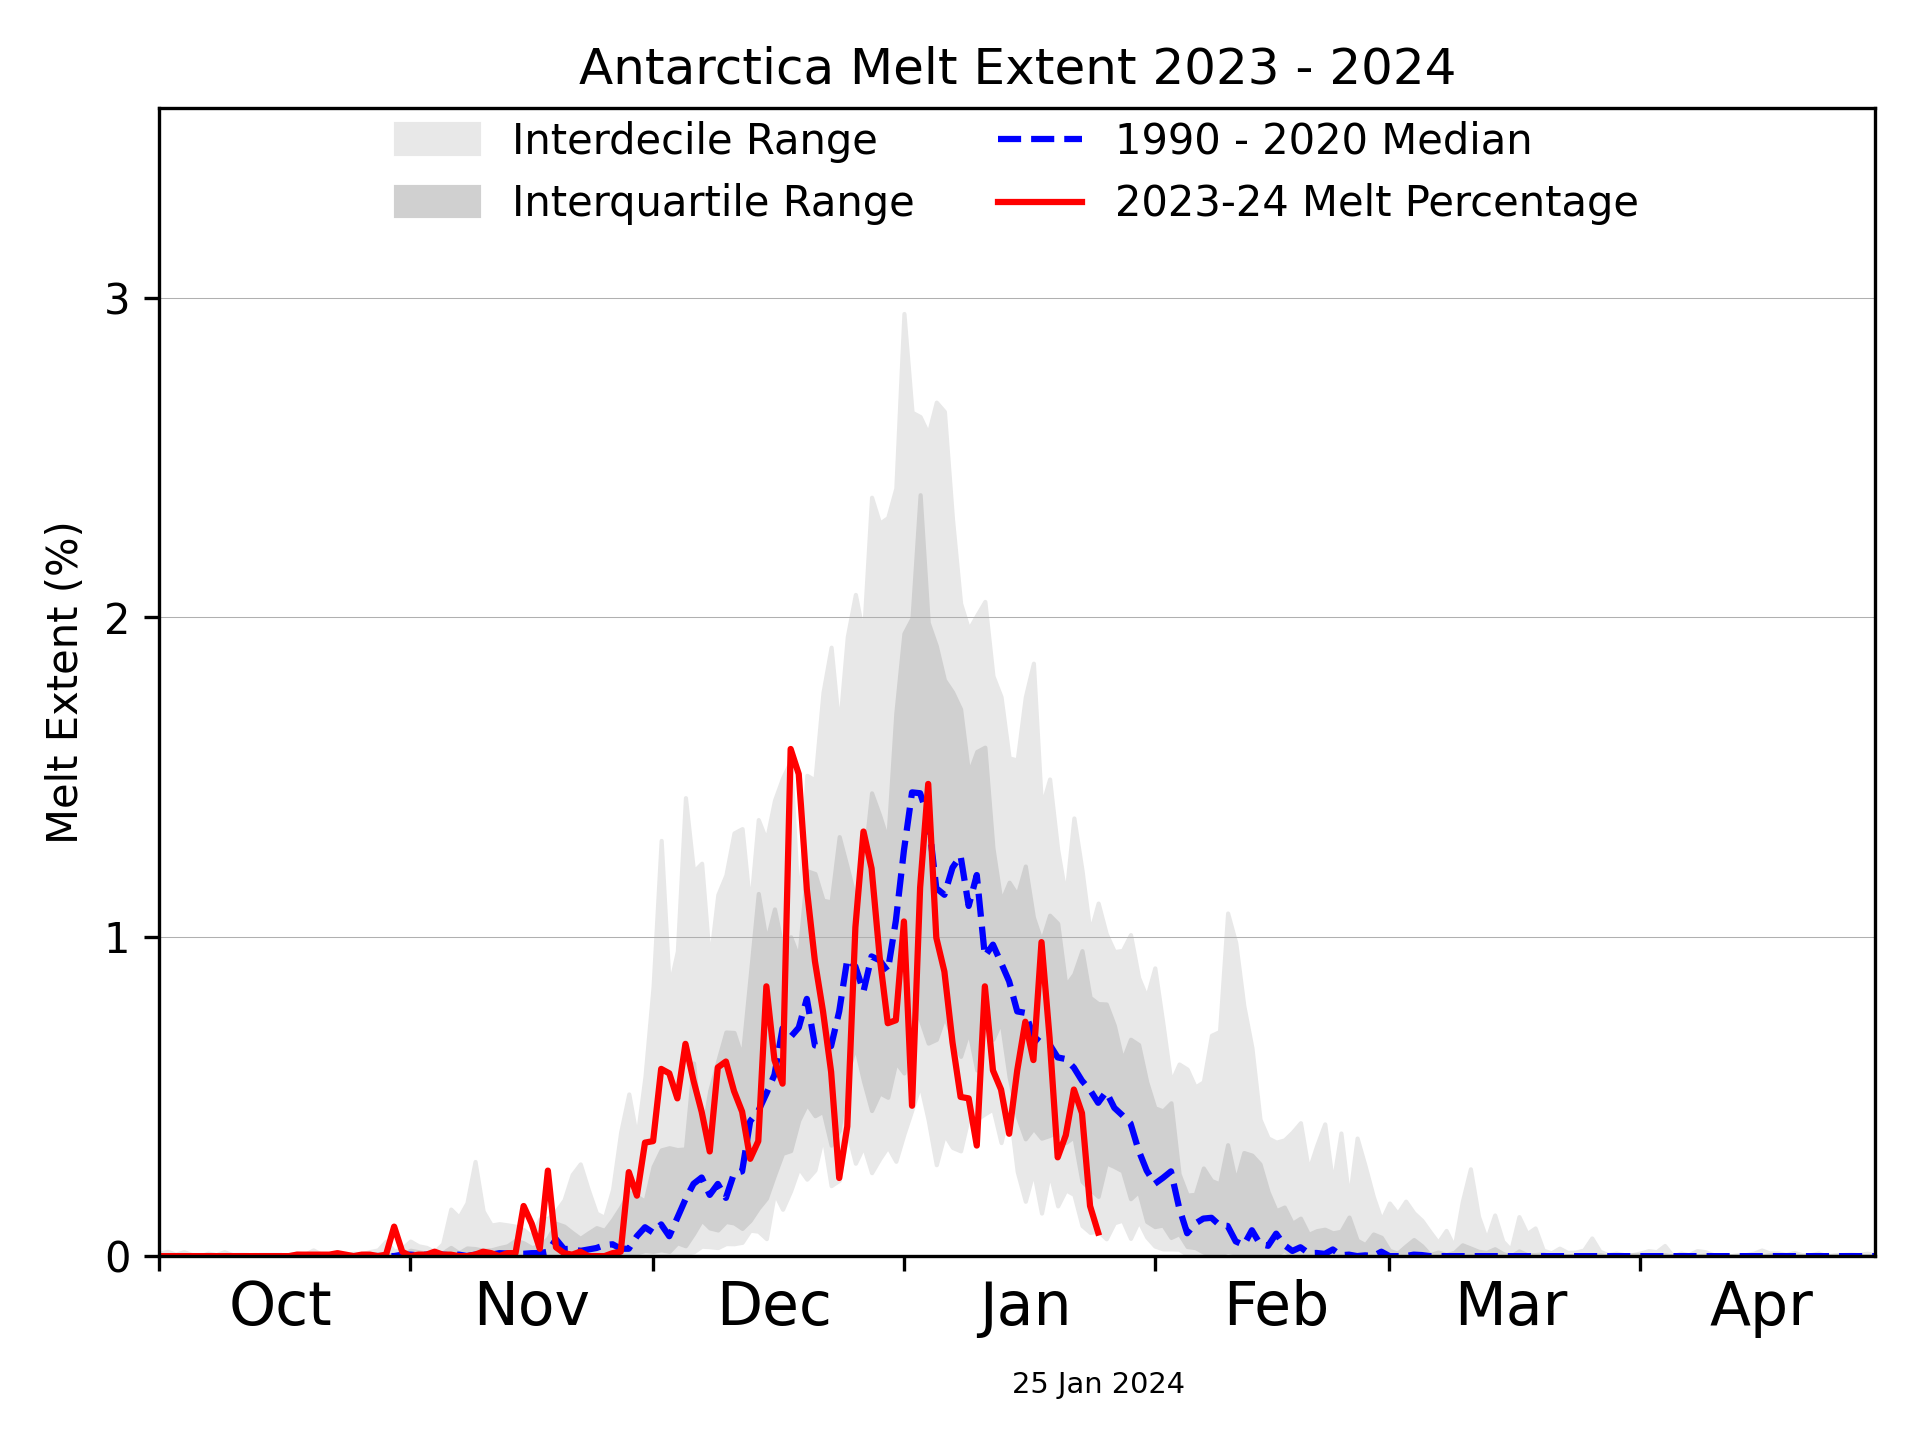 Antarctica Melt Extent 2023 - 2024
Interdecile Range
1990 - 2020 Median
Interquartile Range
2023-24 Melt Percentage
3
2
1
0
Melt Extent (%)
Oct Nov Dec Jan Feb Mar Apr
25 Jan 2024